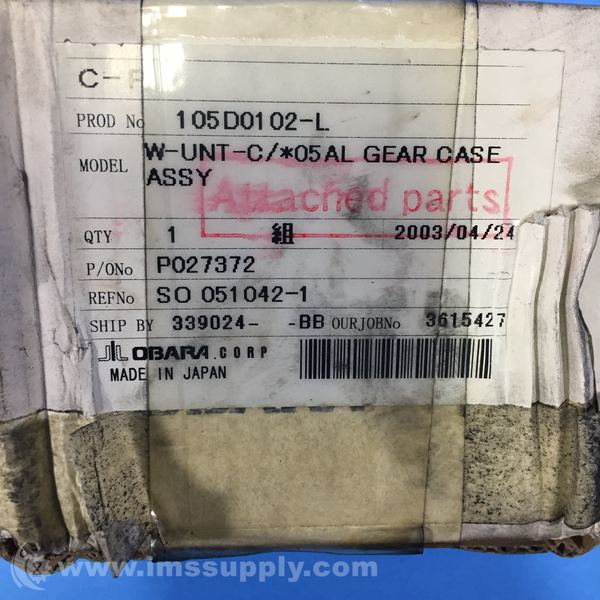 PROD No 105D0102-L
MODEL W-UNT-C/*05AL GEAR CASE
ASSY
Attached parts
QTY 1 組 2003/04/24
P/ONo P027372
REFNo SO 051042-1
SHIP BY 339024- -BB OURJOBNo 3615427
OBARA.CORP
MADE IN JAPAN
www.imssupply.com